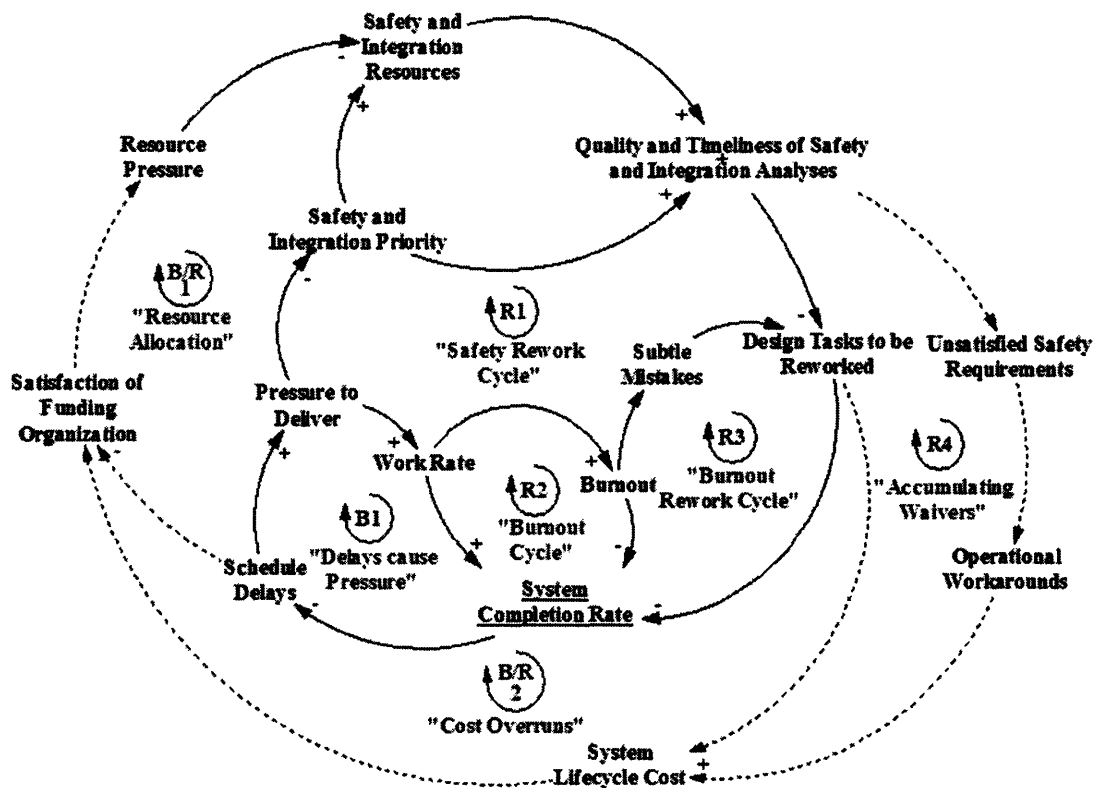 Safety and
Integration
Resources
Resource
Pressure
Quality and Timeliness of Safety
and Integration Analyses
Safety and
Integration Priority
B/R
1
"Resource
Allocation"
R1
"Safety Rework
Cycle"
Subtle
Mistakes
Design Tasks to be
Reworked
Unsatisfied Safety
Requirements
Satisfaction of
Funding
Organization
Pressure to
Deliver
Work Rate
R2
"Burnout
Cycle"
Burnout
R3
"Burnout
Rework Cycle"
R4
"Accumulating
Waivers"
B1
"Delays cause
Pressure"
Schedule
Delays
System
Completion Rate
Operational
Workarounds
B/R
2
"Cost Overruns"
System
Lifecycle Cost
-
+
+
+
+
-
-
+
+
+
+
-
-
-
-
+